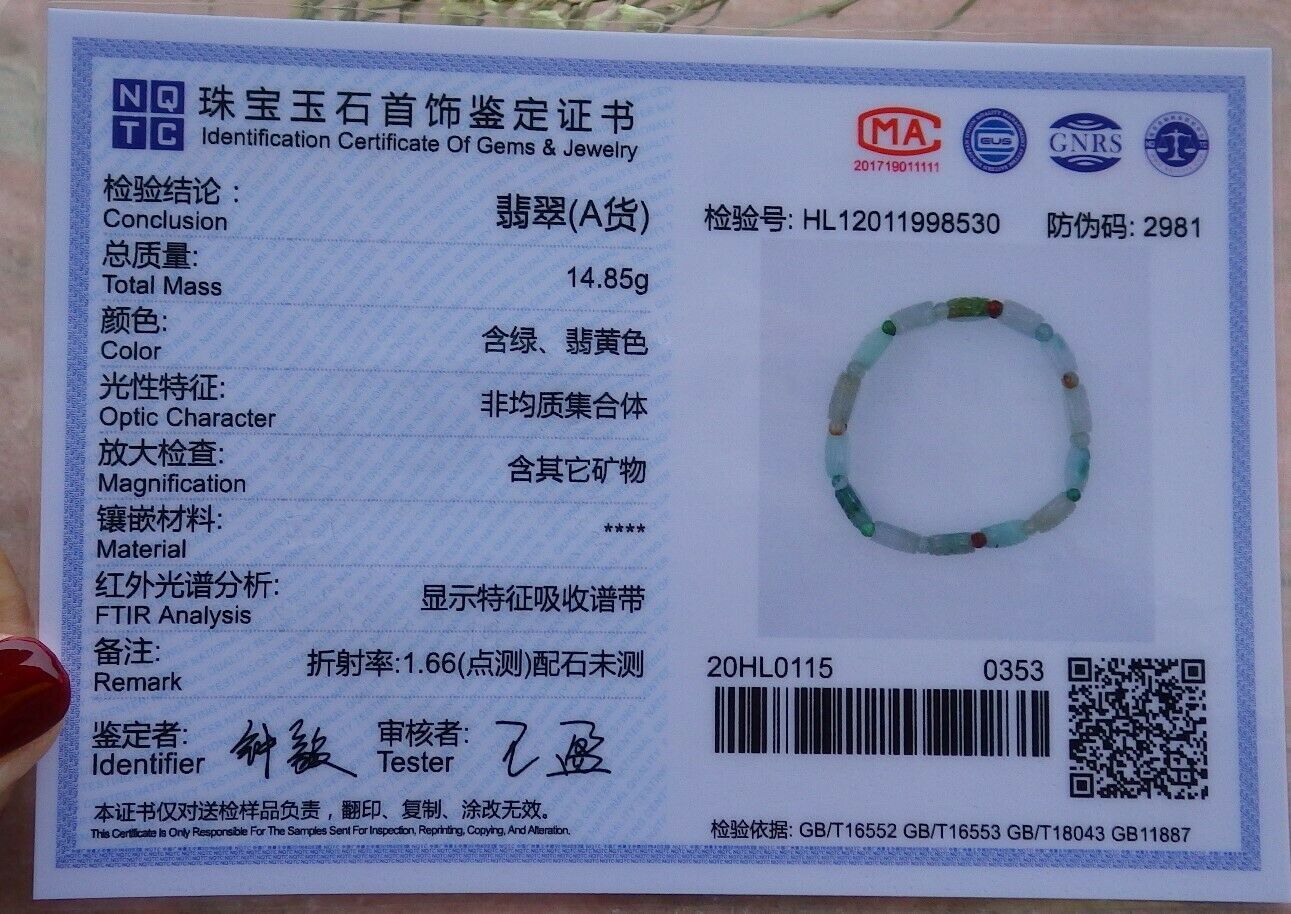 NQ
TC
珠宝玉石首饰鉴定证书
Identification Certificate Of Gems & Jewelry
检验结论：
Conclusion
翡翠(A货)
总质量:
Total Mass
14.85g
颜色:
Color
含绿、翡黄色
光性特征:
Optic Character
非均质集合体
放大检查:
Magnification
含其它矿物
镶嵌材料:
Material
****
红外光谱分析:
FTIR Analysis
显示特征吸收谱带
备注:
Remark
折射率:1.66(点测)配石未测
鉴定者:
Identifier
钟敏
审核者:
Tester
王盈
本证书仅对送检样品负责，翻印、复制、涂改无效。
This Certificate Is Only Responsible For The Samples Sent For Inspection, Reprinting, Copying, And Alteration.
MA
201719011111
GUS
GNRS
检验号: HL12011998530 防伪码: 2981
20HL0115 0353
检验依据: GB/T16552 GB/T16553 GB/T18043 GB11887